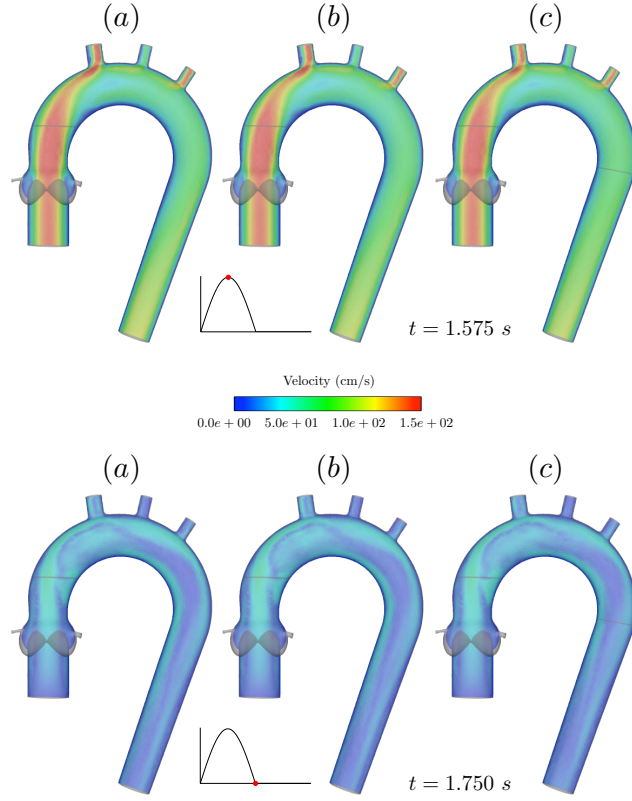 (a) (b) (c)
t = 1.575 s
Velocity (cm/s)
0.0e + 00 5.0e + 01 1.0e + 02 1.5e + 02
(a) (b) (c)
t = 1.750 s